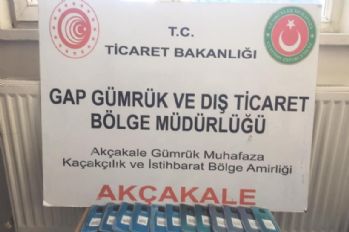 T.C.
TİCARET BAKANLIĞI
GAP GÜMRÜK VE DIŞ TİCARET
BÖLGE MÜDÜRLÜĞÜ
Akçakale Gümrük Muhafaza
Kaçakçılık ve İstihbarat Bölge Amirliği
AKÇAKALE